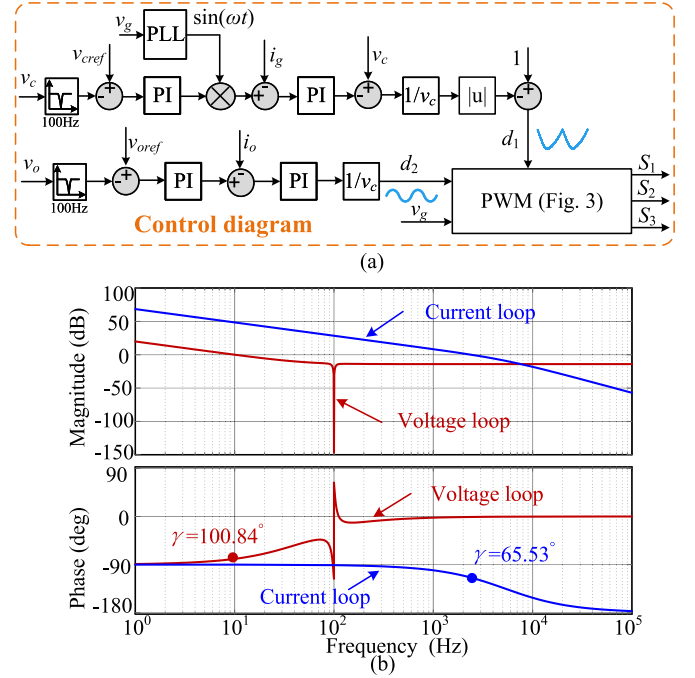 v_g
PLL
sin(ωt)
v_cref
i_g
v_c
1
v_c
100Hz
PI
PI
1/v_c
|u|
d_1
v_oref
i_o
v_o
100Hz
PI
PI
1/v_c
d_2
v_g
PWM (Fig. 3)
S_1
S_2
S_3
Control diagram
(a)
Magnitude (dB)
100
50
0
-50
-100
-150
Current loop
Voltage loop
Phase (deg)
90
0
-90
-180
Voltage loop
γ=100.84°
γ=65.53°
Current loop
10^0
10^1
10^2
10^3
10^4
10^5
Frequency (Hz)
(b)